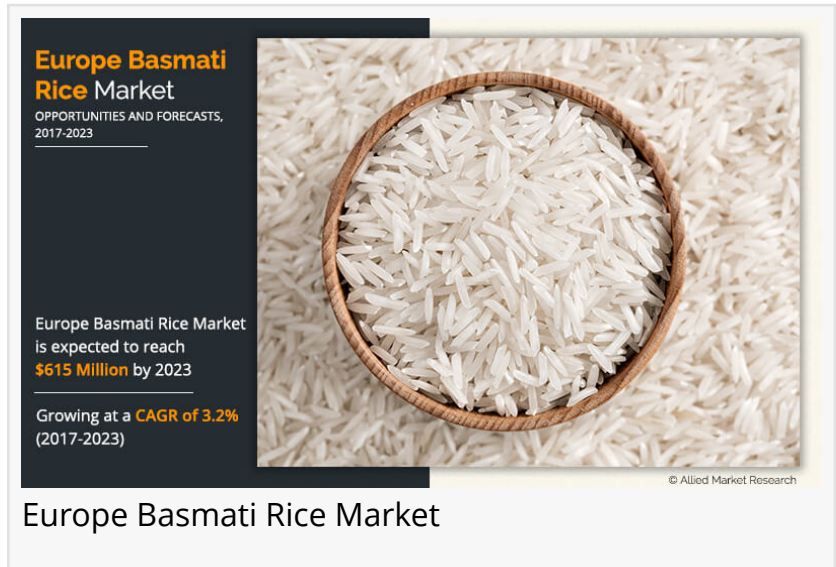 Europe Basmati
Rice Market
OPPORTUNITIES AND FORECASTS,
2017-2023
Europe Basmati Rice Market
is expected to reach
$615 Million by 2023
Growing at a CAGR of 3.2%
(2017-2023)
© Allied Market Research
Europe Basmati Rice Market